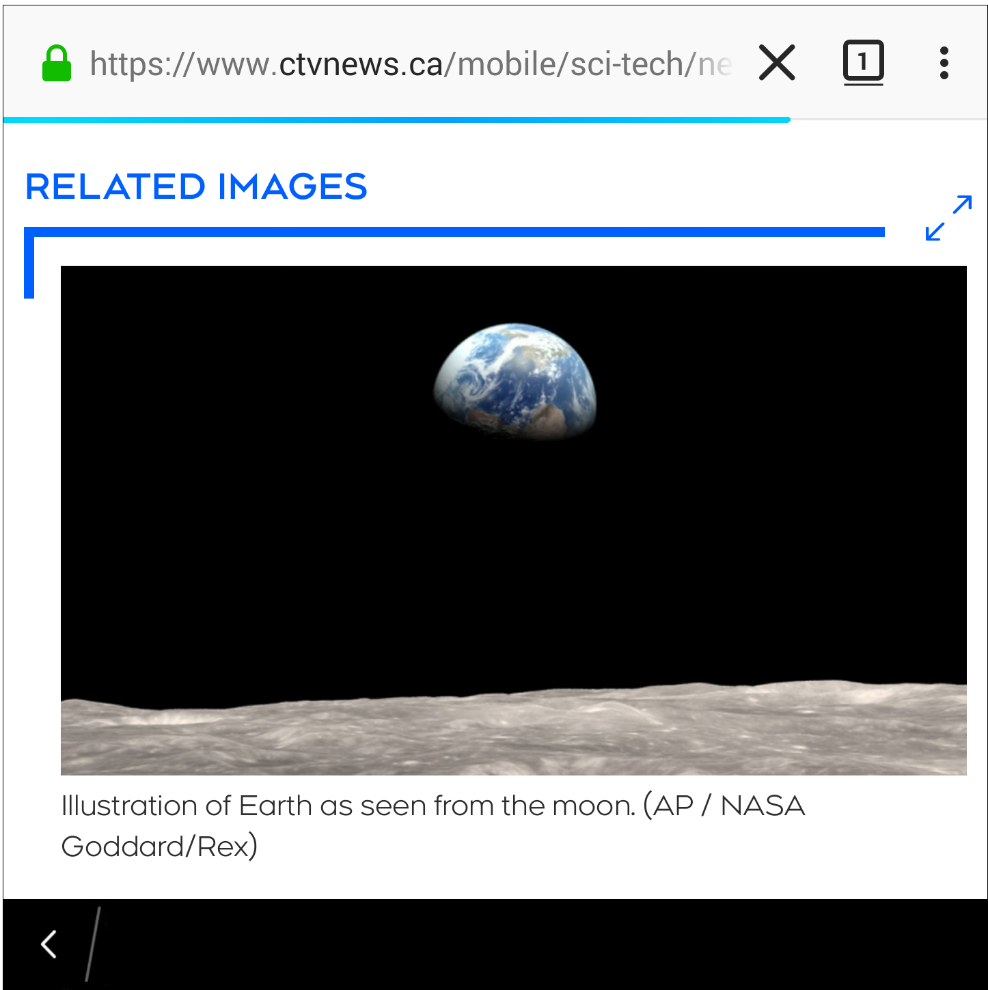 https://www.ctvnews.ca/mobile/sci-tech/ne
1
RELATED IMAGES
Illustration of Earth as seen from the moon. (AP / NASA
Goddard/Rex)